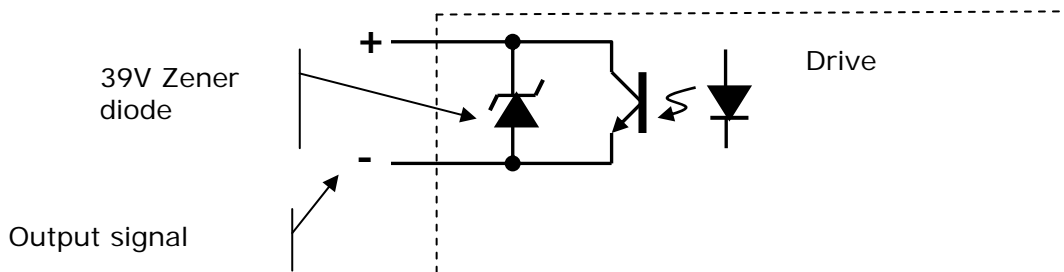 +
Drive
39V Zener
diode
-
Output signal